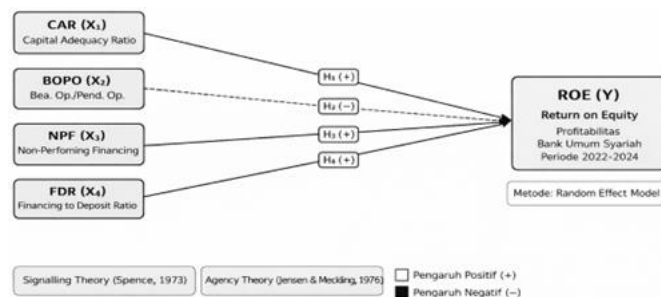 CAR (X₁)
Capital Adequacy Ratio
BOPO (X₂)
Bea. Op./Pend. Op.
NPF (X₃)
Non-Perfoming Financing
FDR (X₄)
Financing to Deposit Ratio
H₁ (+)
H₂ (−)
H₃ (+)
H₄ (+)
ROE (Y)
Return on Equity
Profitabilitas
Bank Umum Syariah
Periode 2022–2024
Metode: Random Effect Model
Signalling Theory (Spence, 1973)
Agency Theory (Jensen & Meckling, 1976)
Pengaruh Positif (+)
Pengaruh Negatif (−)